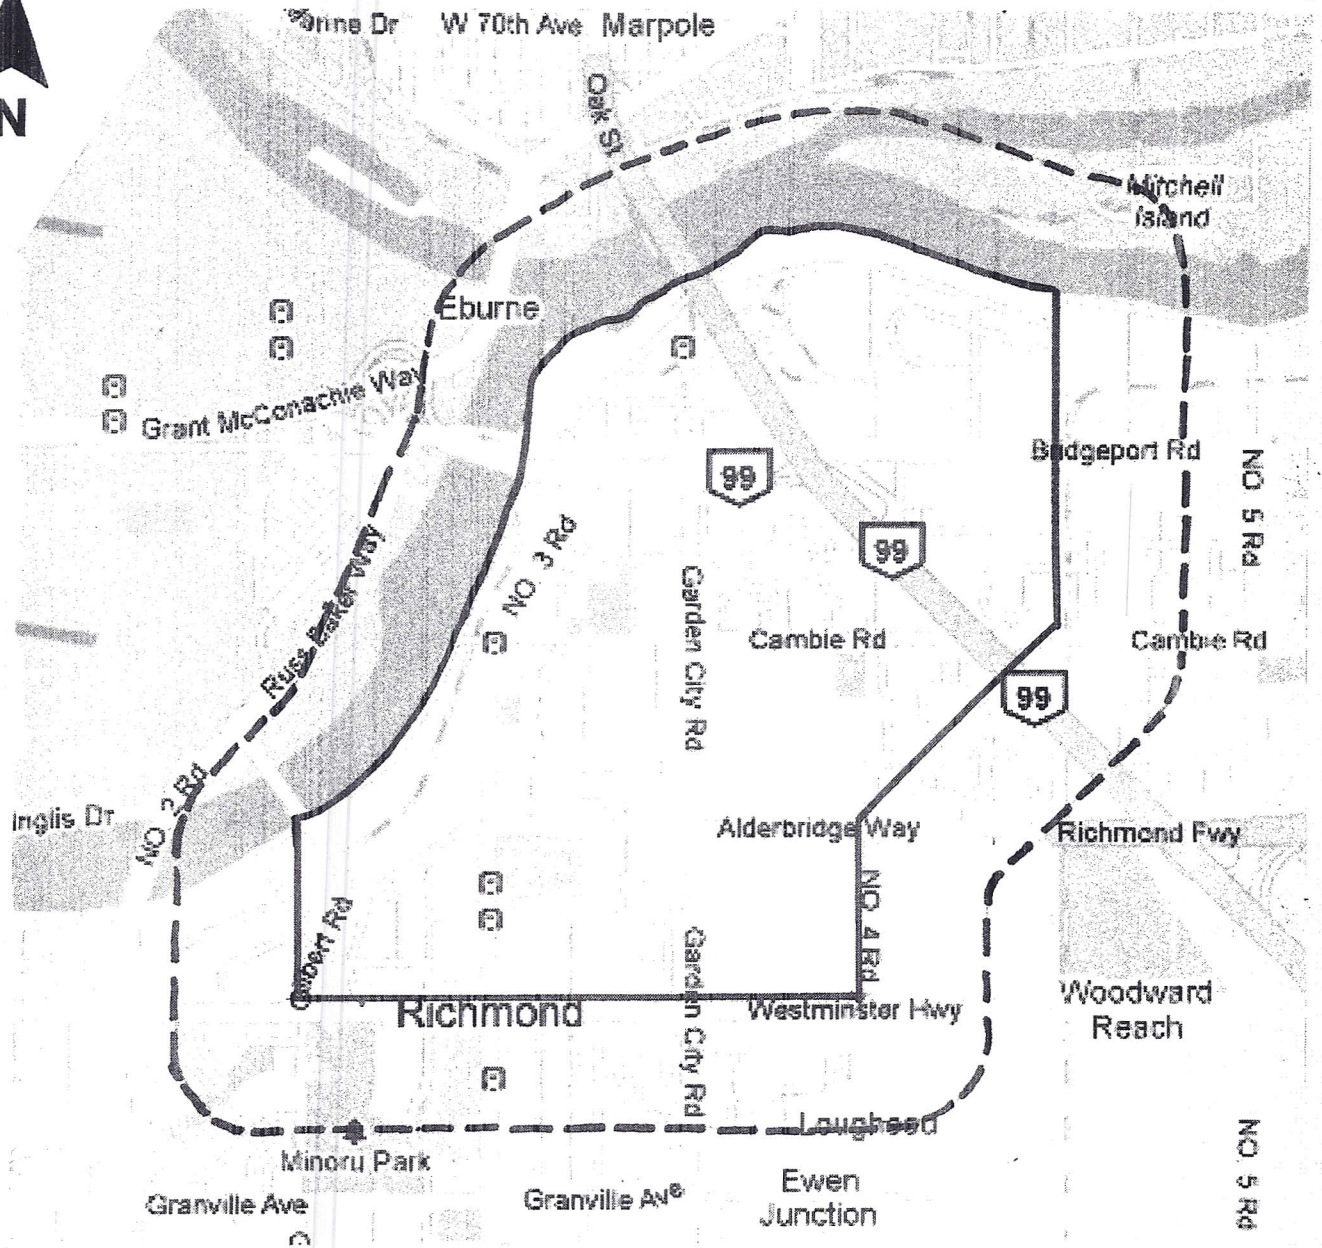 W 70th Ave
Marpole
Oak St
N
Mitchell
Island
Eburne
Grant McConachie Way
Bridgeport Rd
99
NO. 5 Rd
NO. 3 Rd
99
Russ Baker Way
Garden City Rd
Cambie Rd
Cambie Rd
99
NO. 2 Rd
Inglis Dr
Alderbridge Way
Richmond Fwy
NO. 4 Rd
Gilbert Rd
Garden City Rd
Richmond
Westminster Hwy
Woodward
Reach
Lougheed
Minoru Park
NO. 5 Rd
Granville Ave
Granville Ave
Ewen
Junction